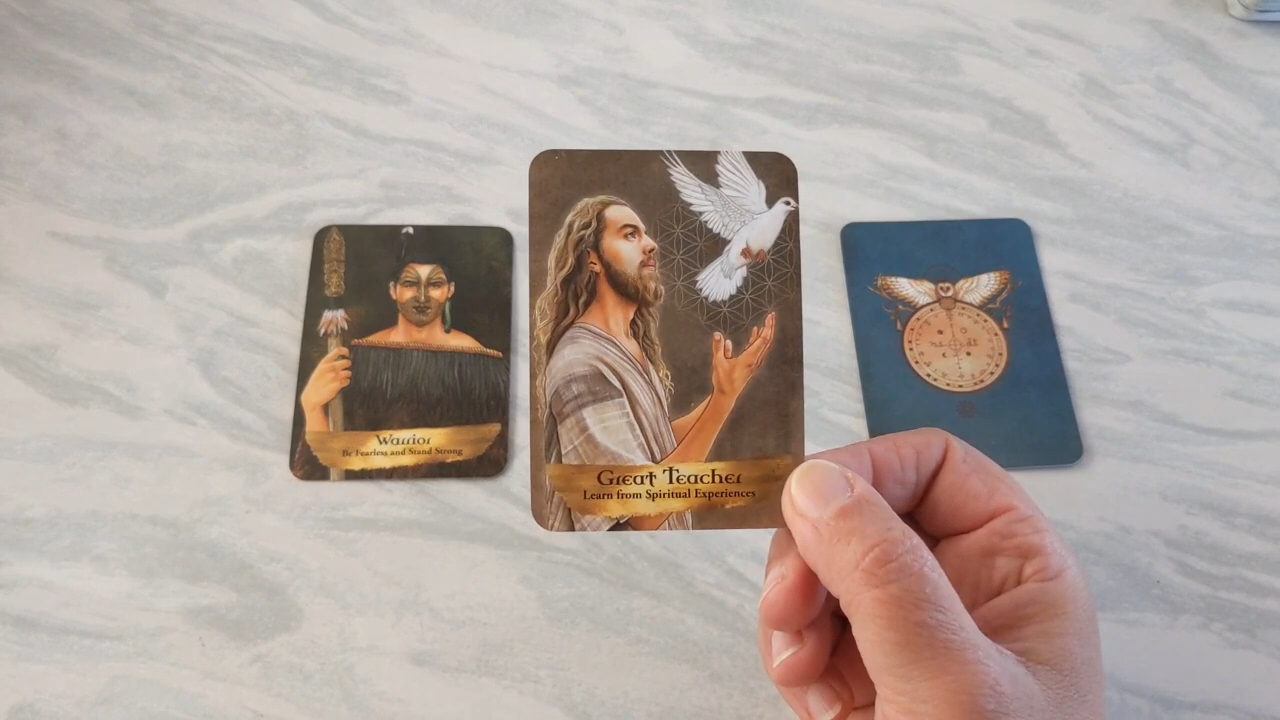 Warrior
Be Fearless and Stand Strong
Great Teacher
Learn from Spiritual Experiences